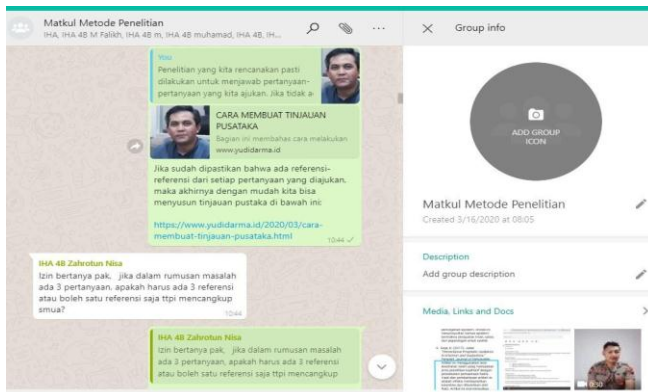 Matkul Metode Penelitian
IHA, IHA 4B M Falikh, IHA 4B m, IHA 4B muhamad, IHA 4B, IH...
You
Penelitian yang kita rencanakan pasti
dilakukan untuk menjawab pertanyaan-
pertanyaan yang kita ajukan. Jika tidak a
CARA MEMBUAT TINJAUAN
PUSATAKA
Bagian ini membahas cara melakukan
www.yudidarma.id
Jika sudah dipastikan bahwa ada referensi-
referensi dari setiap pertanyaan yang diajukan,
maka akhirnya dengan mudah kita bisa
menyusun tinjauan pustaka di bawah ini:
https://www.yudidarma.id/2020/03/cara-
membuat-tinjauan-pusataka.html
10:44
IHA 4B Zahrotun Nisa
Izin bertanya pak, jika dalam rumusan masalah
ada 3 pertanyaan, apakah harus ada 3 referensi
atau boleh satu referensi saja ttpi mencangkup
smua?
10:44
IHA 4B Zahrotun Nisa
Izin bertanya pak, jika dalam rumusan masalah
ada 3 pertanyaan, apakah harus ada 3 referensi
atau boleh satu referensi saja ttpi mencangkup
Group info
ADD GROUP
ICON
Matkul Metode Penelitian
Created 3/16/2020 at 08:05
Description
Add group description
Media, Links and Docs
0:30